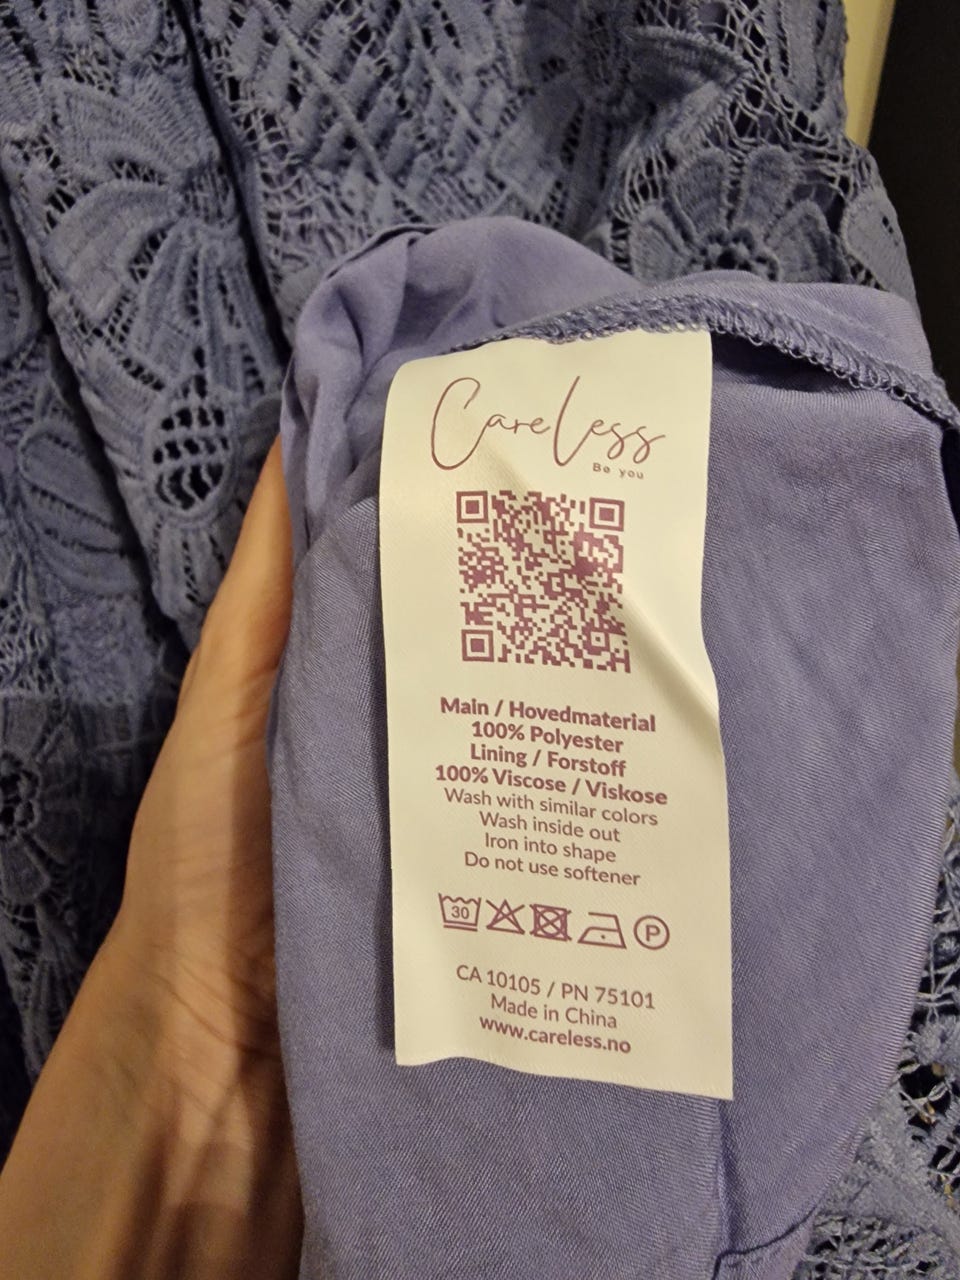 Careless
Be you
Main / Hovedmaterial
100% Polyester
Lining / Forstoff
100% Viscose / Viskose
Wash with similar colors
Wash inside out
Iron into shape
Do not use softener
30
P
CA 10105 / PN 75101
Made in China
www.careless.no